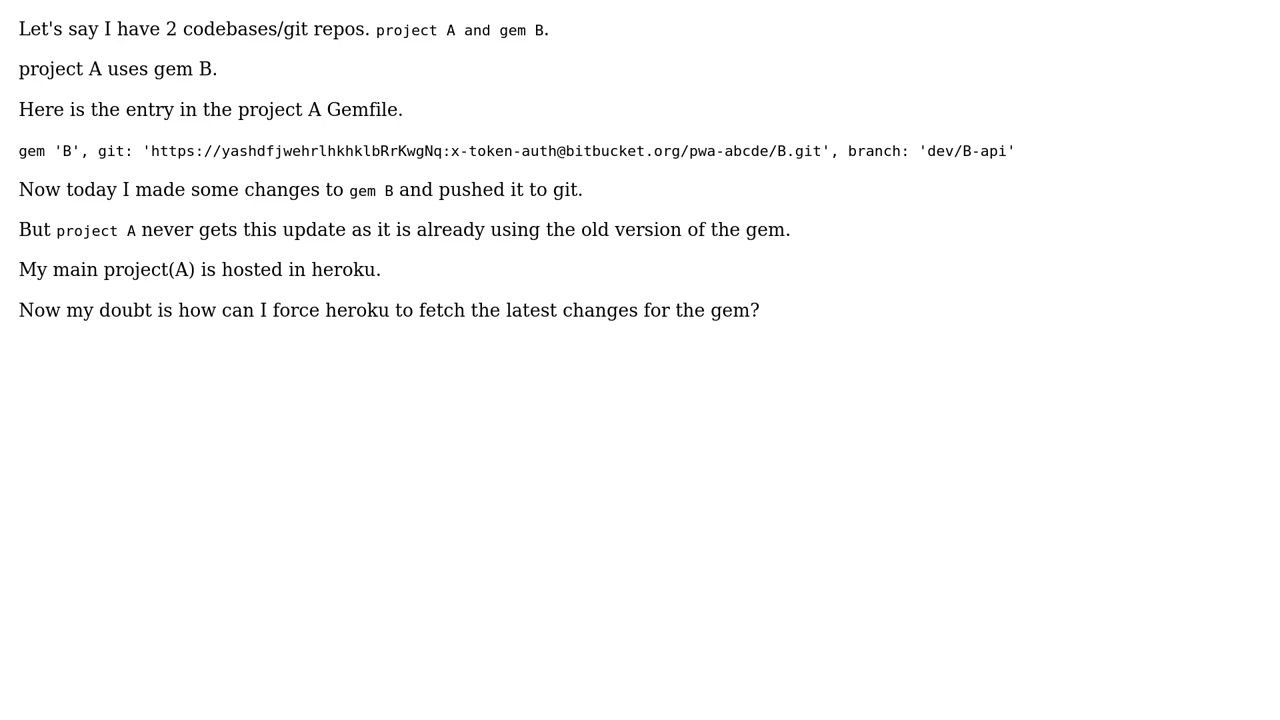 Let's say I have 2 codebases/git repos. project A and gem B.
project A uses gem B.
Here is the entry in the project A Gemfile.
gem 'B', git: 'https://yashdfjwehrlhkhklbRrKwgNq:x-token-auth@bitbucket.org/pwa-abcde/B.git', branch: 'dev/B-api'
Now today I made some changes to gem B and pushed it to git.
But project A never gets this update as it is already using the old version of the gem.
My main project(A) is hosted in heroku.
Now my doubt is how can I force heroku to fetch the latest changes for the gem?